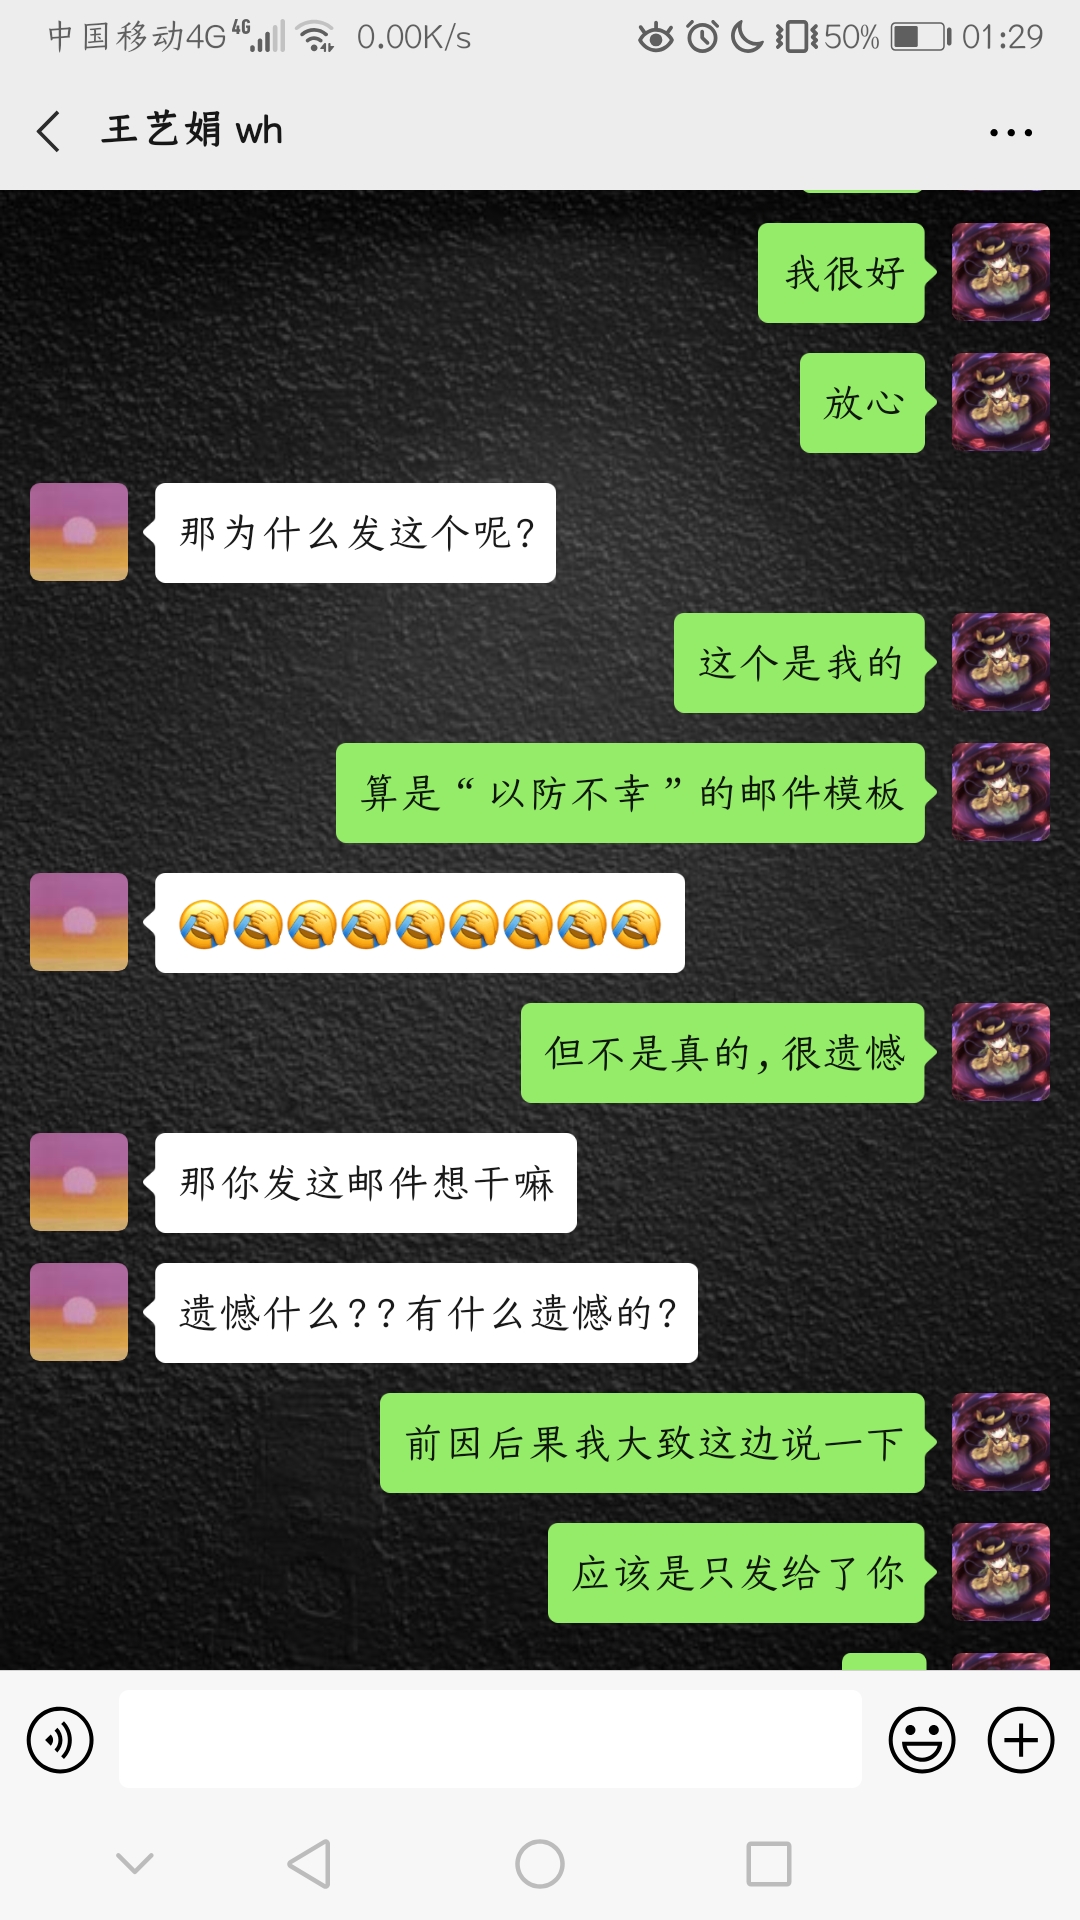 中国移动4G 4G 0.00K/s 50% 01:29
王艺娟 wh
我很好
放心
那为什么发这个呢?
这个是我的
算是“以防不幸”的邮件模板
但不是真的,很遗憾
那你发这邮件想干嘛
遗憾什么??有什么遗憾的?
前因后果我大致这边说一下
应该是只发给了你